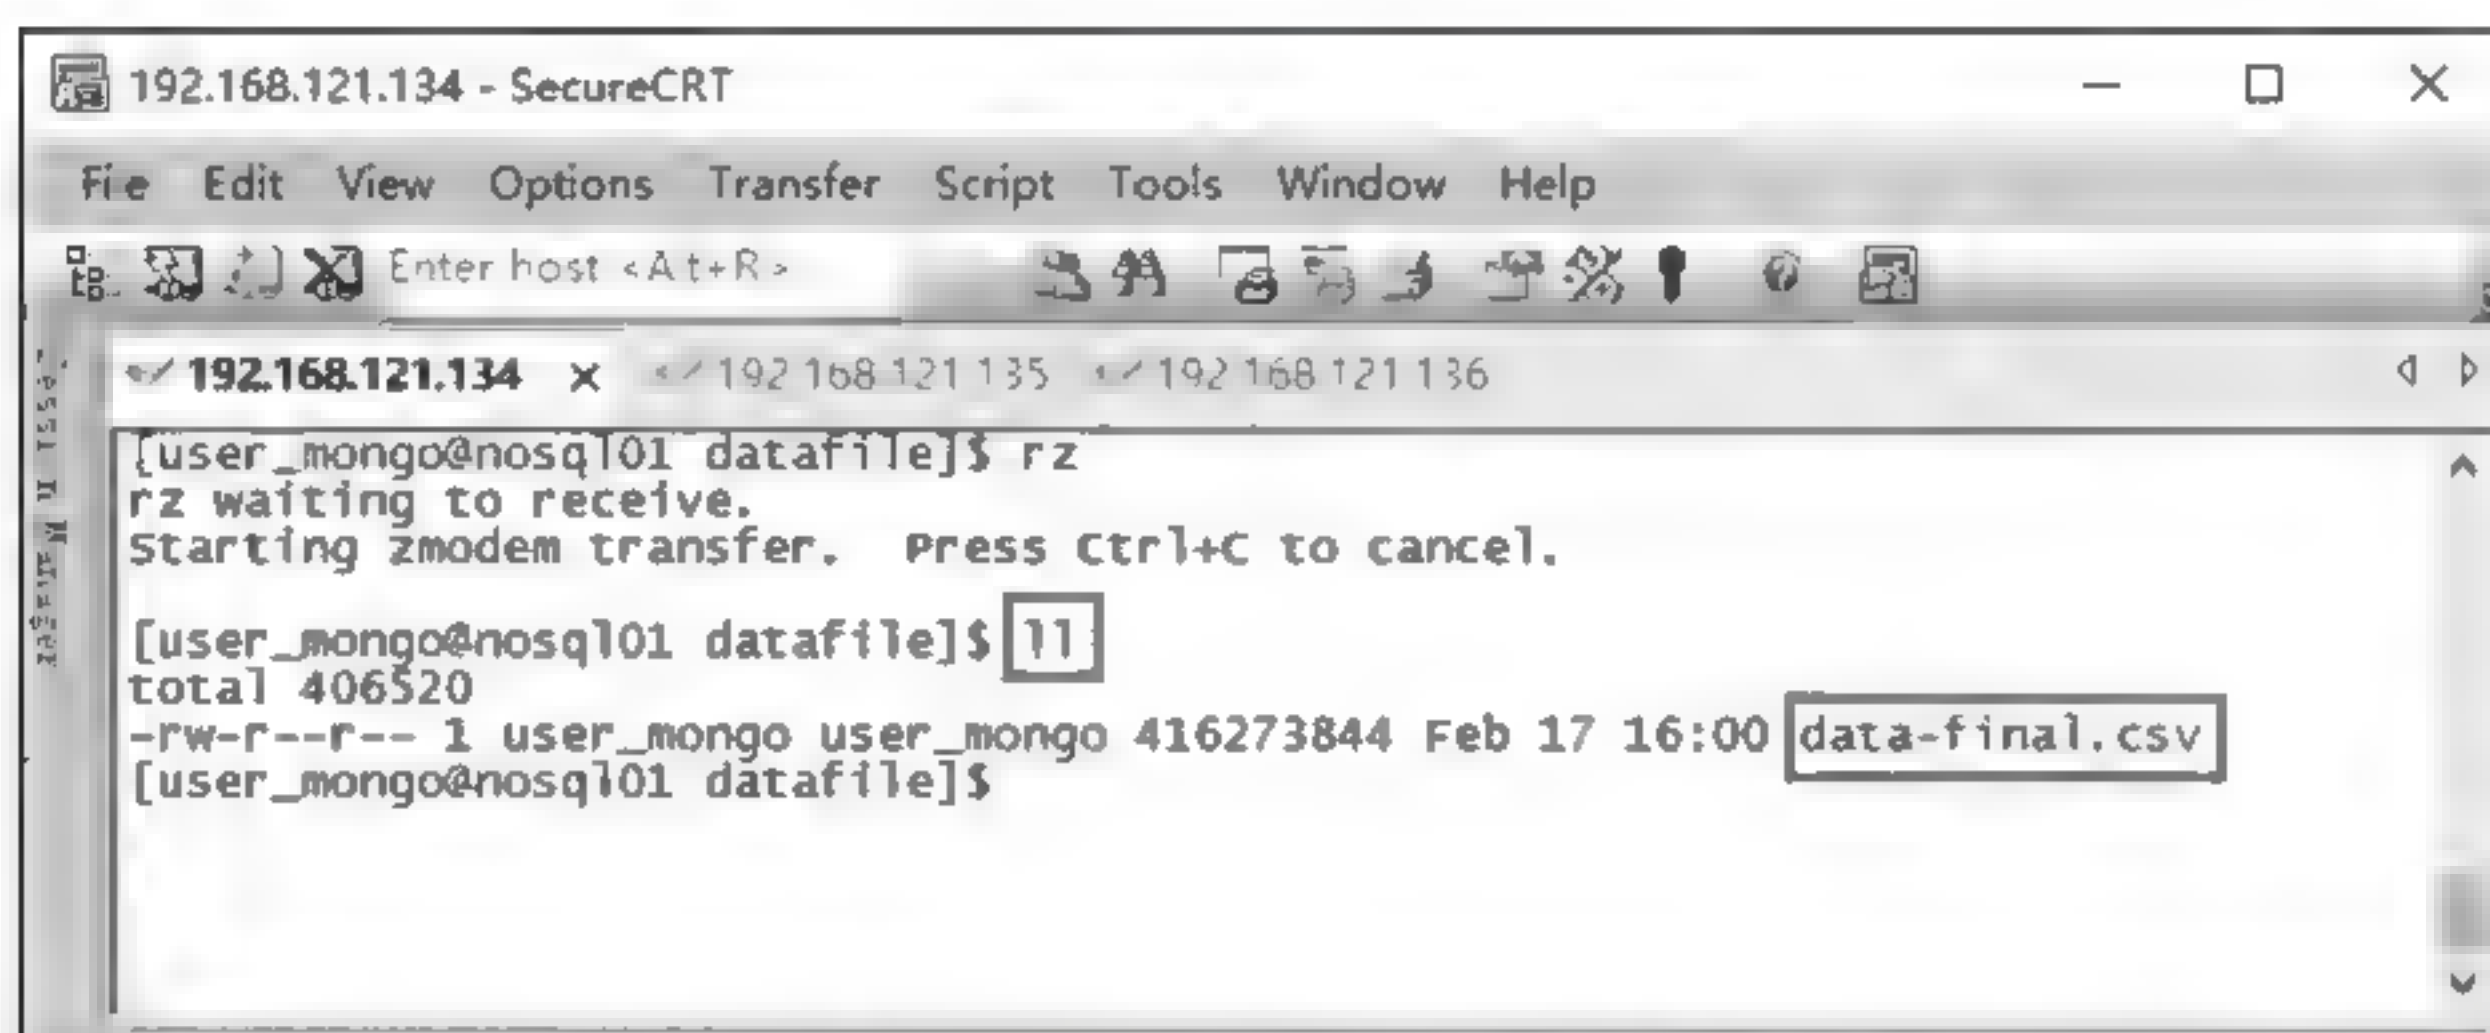 192.168.121.134 - SecureCRT
File Edit View Options Transfer Script Tools Window Help
Enter host <Alt+R>
192.168.121.134 192.168.121.135 192.168.121.136
[user_mongo@nosql01 datafile]$ rz
rz waiting to receive.
Starting zmodem transfer.  Press Ctrl+C to cancel.
[user_mongo@nosql01 datafile]$ ll
total 406520
-rw-r--r-- 1 user_mongo user_mongo 416273844 Feb 17 16:00 data-final.csv
[user_mongo@nosql01 datafile]$